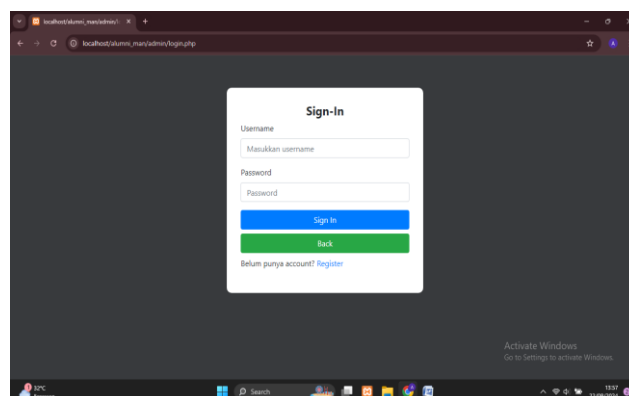 localhost/alumni_man/admin/l
localhost/alumni_man/admin/login.php
A
Sign-In
Username
Masukkan username
Password
Password
Sign In
Back
Belum punya account? Register
Activate Windows
Go to Settings to activate Windows.
32°C
Search
13:57